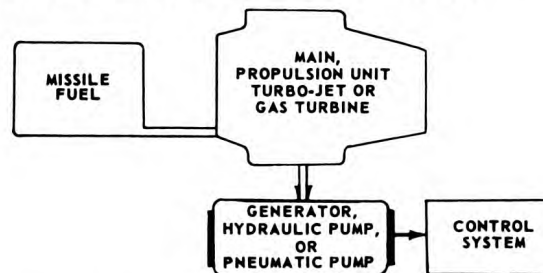 MISSILE
FUEL
MAIN,
PROPULSION UNIT
TURBO-JET OR
GAS TURBINE
GENERATOR,
HYDRAULIC PUMP,
OR
PNEUMATIC PUMP
CONTROL
SYSTEM